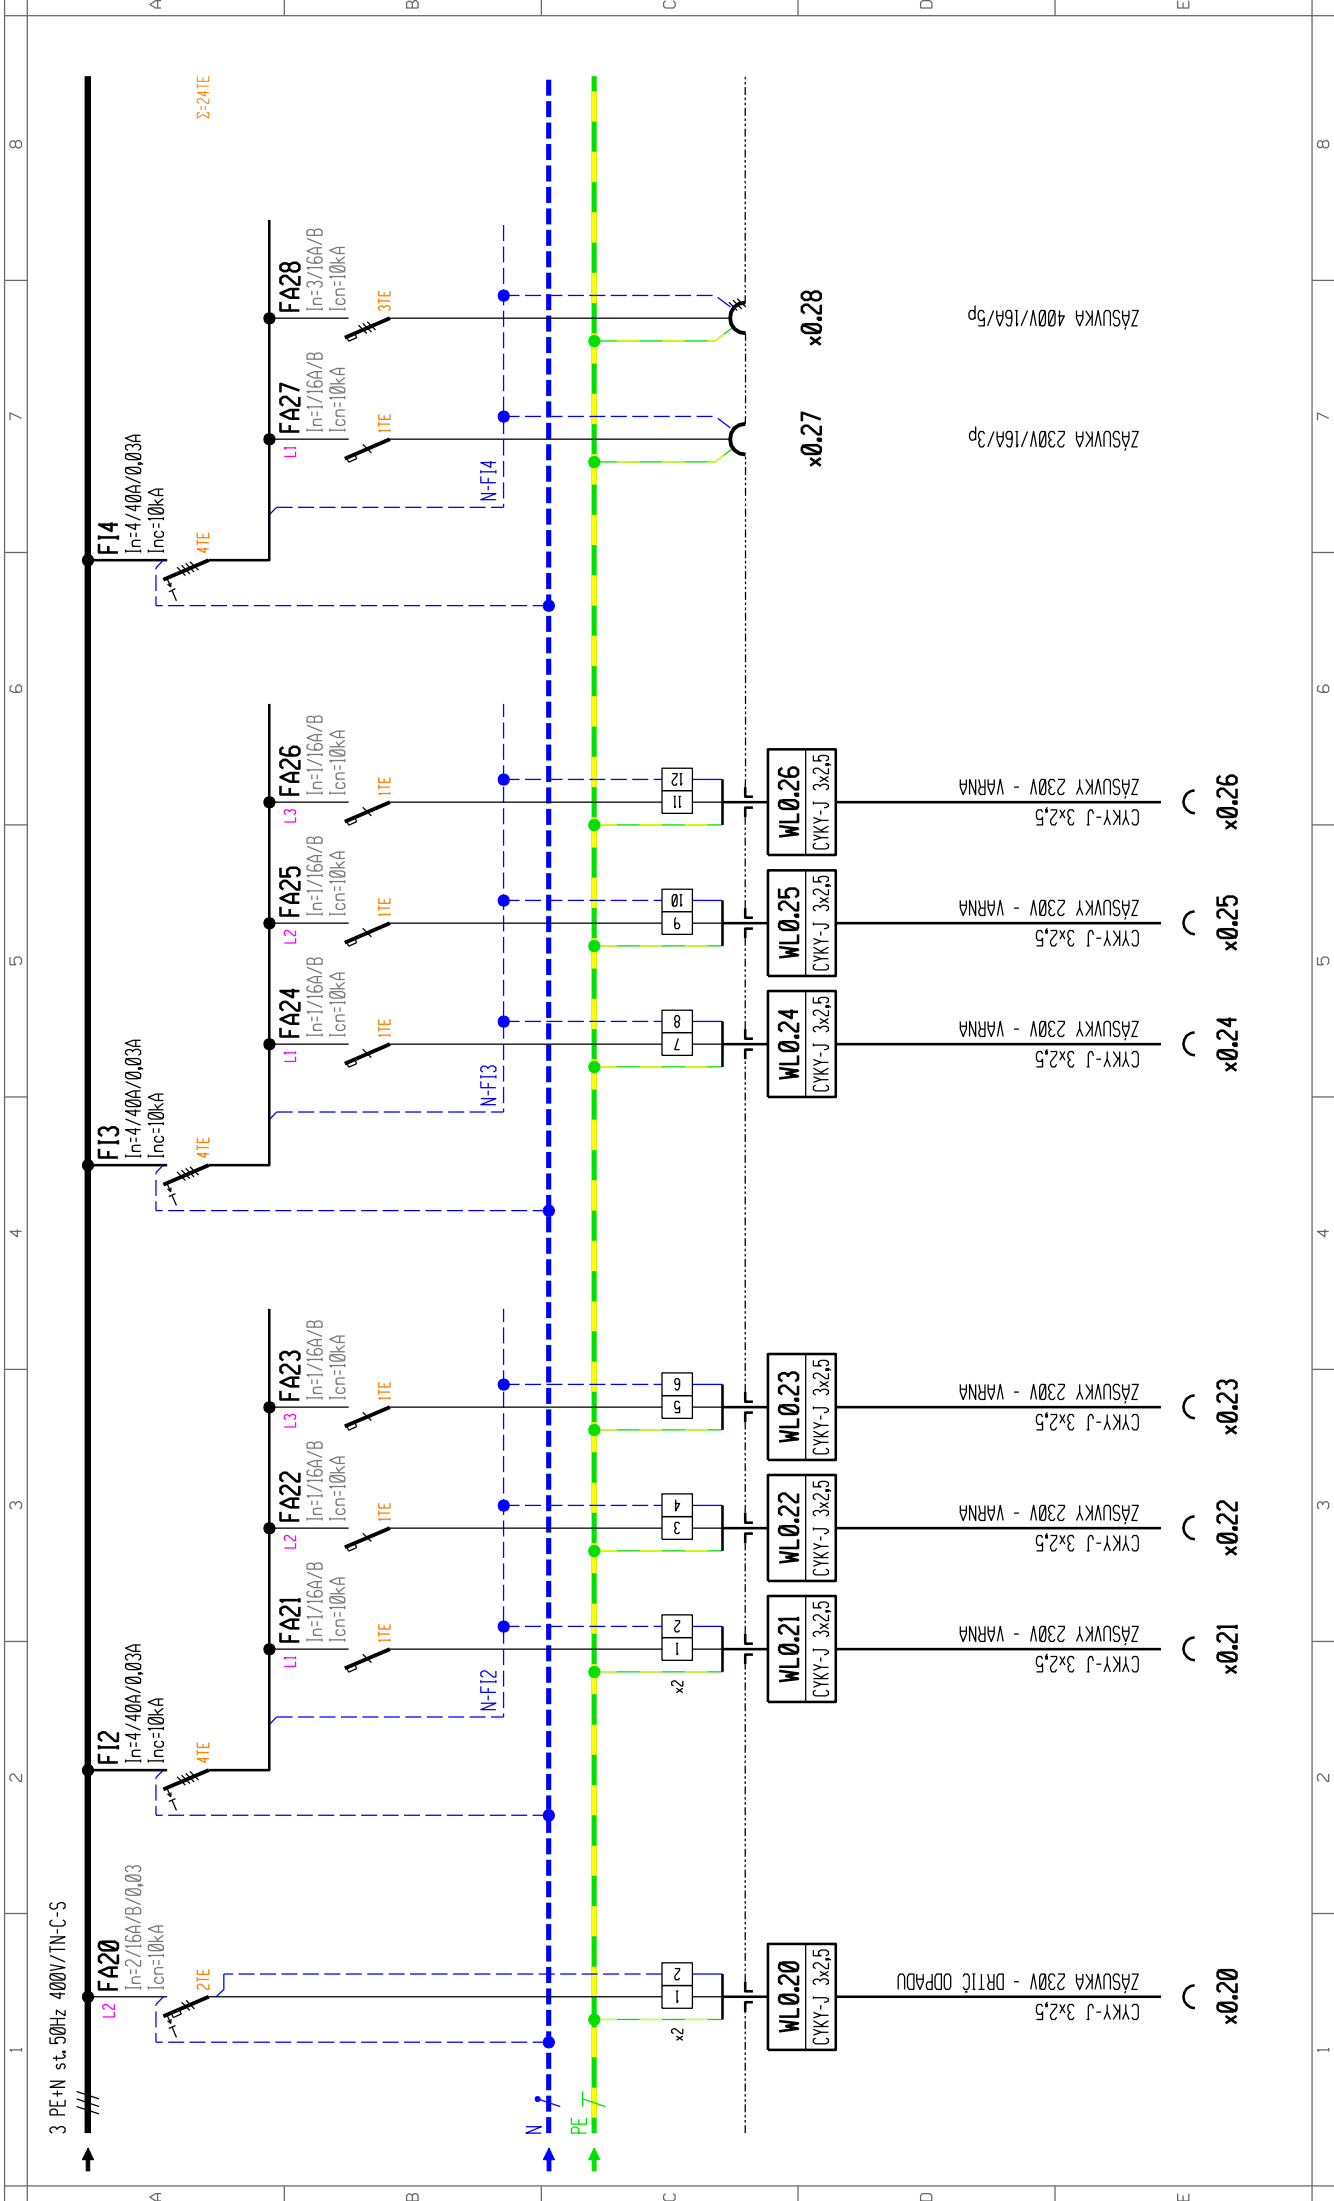 3 PE+N st. 50Hz 400V/TN-C-S
Σ=24TE
L2
FA20
In=2/16A/B/0,03
Icn=10kA
2TE
FI2
In=4/40A/0,03A
Inc=10kA
4TE
L1
FA21
In=1/16A/B
Icn=10kA
1TE
L2
FA22
In=1/16A/B
Icn=10kA
1TE
L3
FA23
In=1/16A/B
Icn=10kA
1TE
N-FI2
FI3
In=4/40A/0,03A
Inc=10kA
4TE
L1
FA24
In=1/16A/B
Icn=10kA
1TE
L2
FA25
In=1/16A/B
Icn=10kA
1TE
L3
FA26
In=1/16A/B
Icn=10kA
1TE
N-FI3
FI4
In=4/40A/0,03A
Inc=10kA
4TE
L1
FA27
In=1/16A/B
Icn=10kA
1TE
FA28
In=3/16A/B
Icn=10kA
3TE
N-FI4
N
PE
x2
1 2
x2
1 2
3 4
5 6
7 8
9 10
11 12
WL0.20
CYKY-J 3x2,5
WL0.21
CYKY-J 3x2,5
WL0.22
CYKY-J 3x2,5
WL0.23
CYKY-J 3x2,5
WL0.24
CYKY-J 3x2,5
WL0.25
CYKY-J 3x2,5
WL0.26
CYKY-J 3x2,5
x0.27
x0.28
ZÁSUVKA 230V - DRTIČ ODPADU
CYKY-J 3x2,5
ZÁSUVKY 230V - VARNA
CYKY-J 3x2,5
ZÁSUVKY 230V - VARNA
CYKY-J 3x2,5
ZÁSUVKY 230V - VARNA
CYKY-J 3x2,5
ZÁSUVKY 230V - VARNA
CYKY-J 3x2,5
ZÁSUVKY 230V - VARNA
CYKY-J 3x2,5
ZÁSUVKY 230V - VARNA
CYKY-J 3x2,5
ZÁSUVKA 230V/16A/3p
ZÁSUVKA 400V/16A/5p
x0.20
x0.21
x0.22
x0.23
x0.24
x0.25
x0.26
1 2 3 4 5 6 7 8
1 2 3 4 5 6 7 8
A B C D E
A B C D E